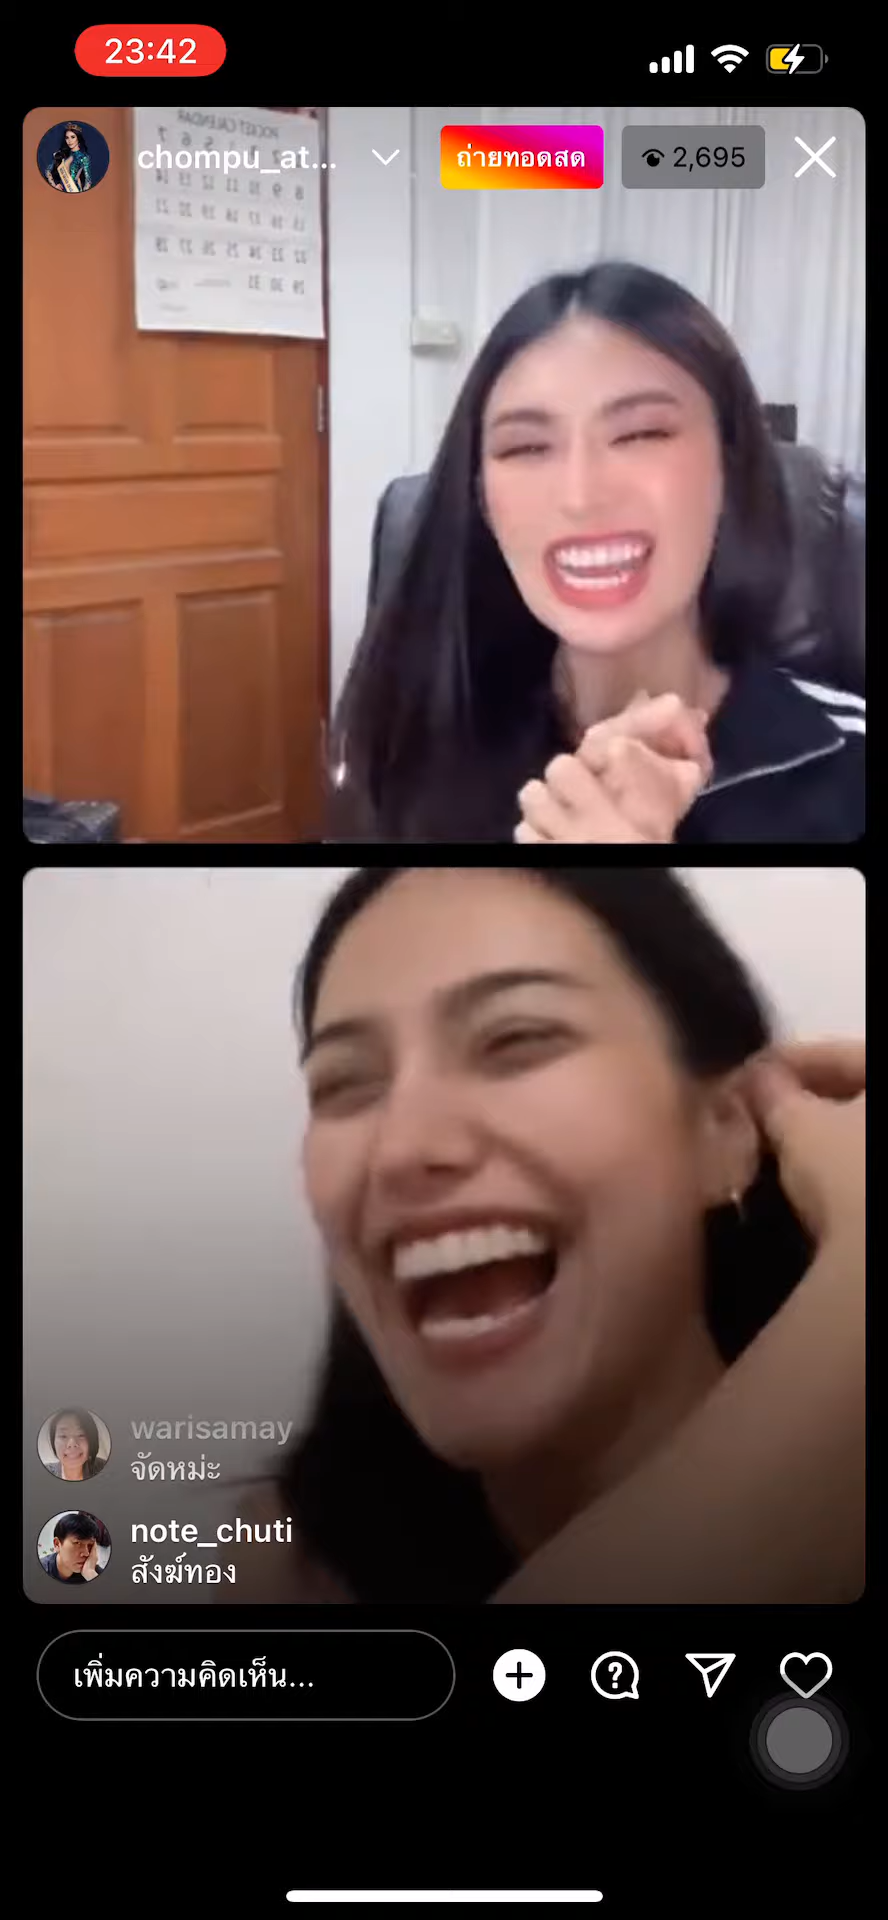 23:42
chompu_at...
ถ่ายทอดสด
2,695
POCKET CALENDAR
warisamay
จัดหม่ะ
note_chuti
สังฆ์ทอง
เพิ่มความคิดเห็น...